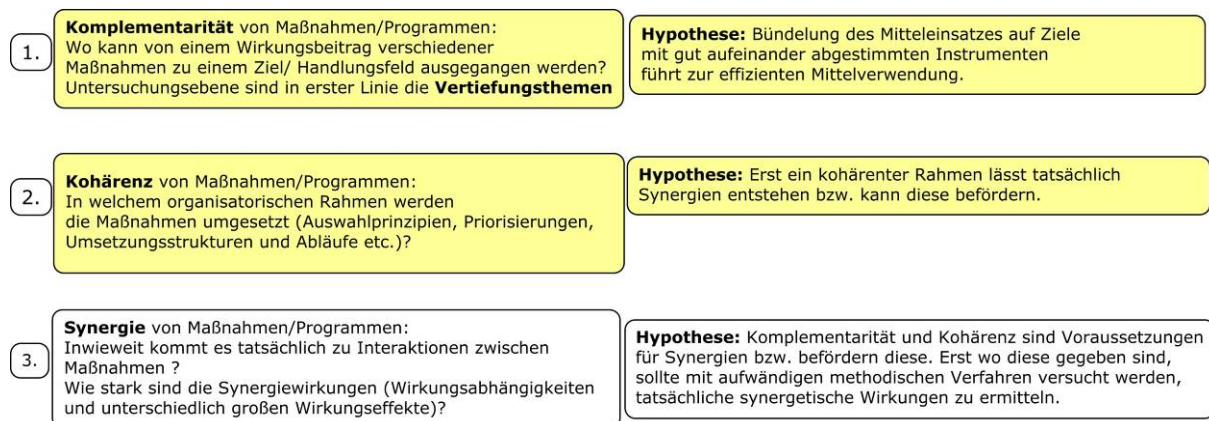 1.
Komplementarität von Maßnahmen/Programmen:
Wo kann von einem Wirkungsbeitrag verschiedener
Maßnahmen zu einem Ziel/ Handlungsfeld ausgegangen werden?
Untersuchungsebene sind in erster Linie die Vertiefungsthemen
Hypothese: Bündelung des Mitteleinsatzes auf Ziele
mit gut aufeinander abgestimmten Instrumenten
führt zur effizienten Mittelverwendung.
2.
Kohärenz von Maßnahmen/Programmen:
In welchem organisatorischen Rahmen werden
die Maßnahmen umgesetzt (Auswahlprinzipien, Priorisierungen,
Umsetzungsstrukturen und Abläufe etc.)?
Hypothese: Erst ein kohärenter Rahmen lässt tatsächlich
Synergien entstehen bzw. kann diese befördern.
3.
Synergie von Maßnahmen/Programmen:
Inwieweit kommt es tatsächlich zu Interaktionen zwischen
Maßnahmen ?
Wie stark sind die Synergiewirkungen (Wirkungsabhängigkeiten
und unterschiedlich großen Wirkungseffekte)?
Hypothese: Komplementarität und Kohärenz sind Voraussetzungen
für Synergien bzw. befördern diese. Erst wo diese gegeben sind,
sollte mit aufwändigen methodischen Verfahren versucht werden,
tatsächliche synergetische Wirkungen zu ermitteln.